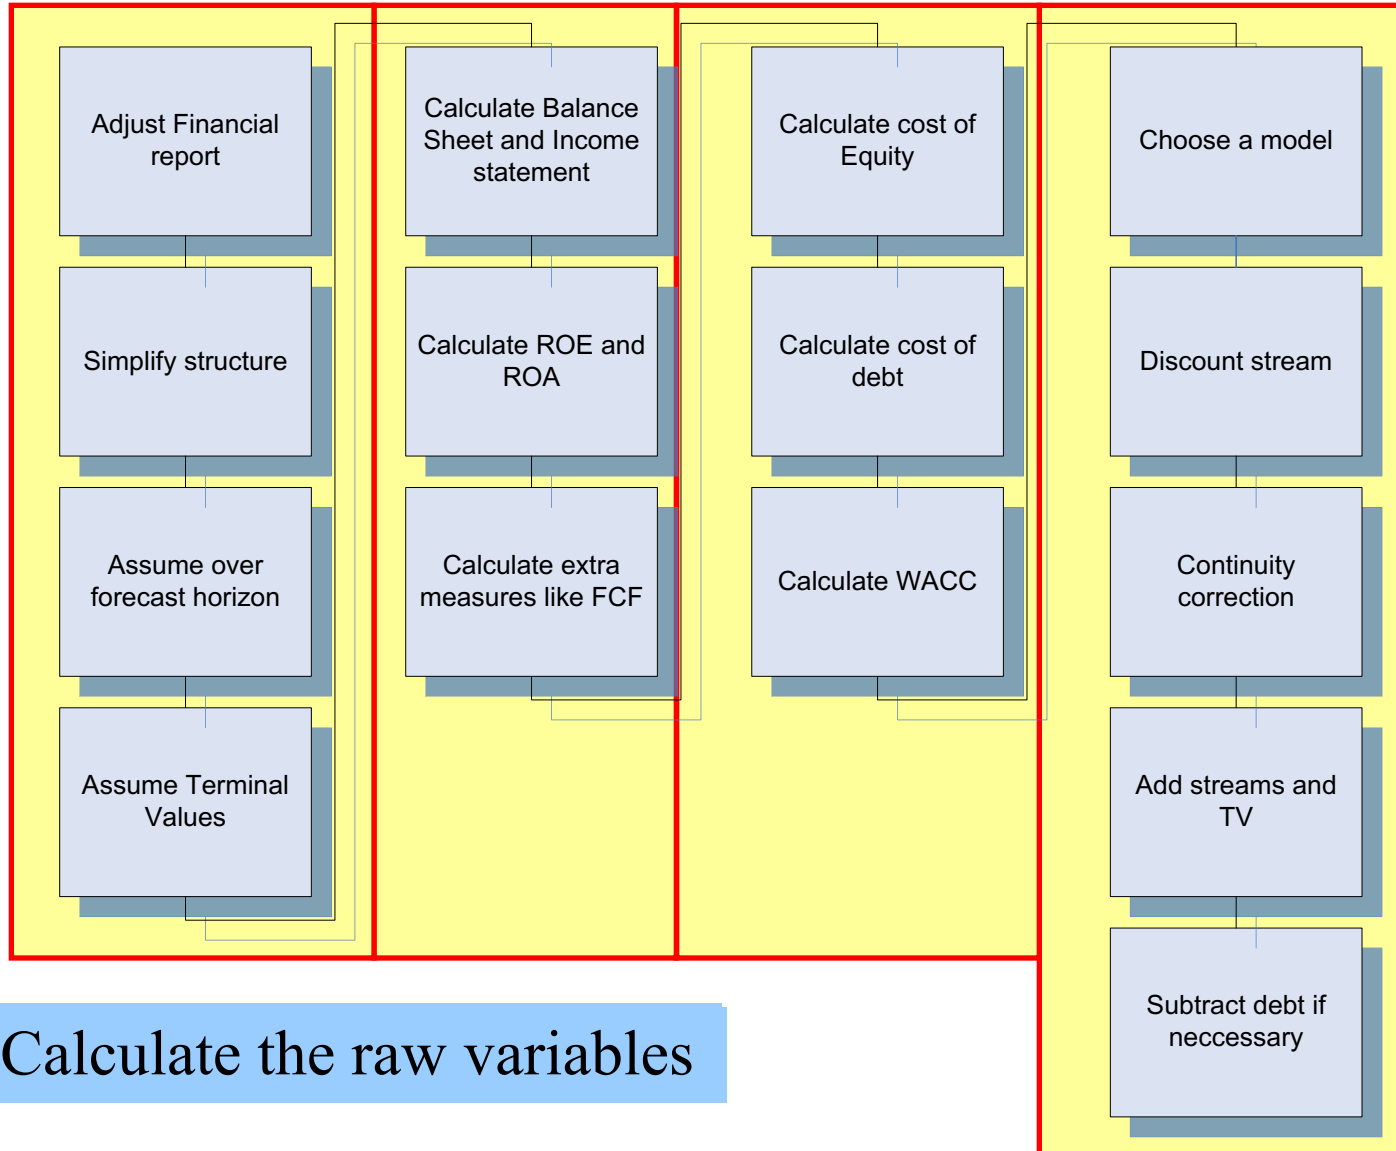 Adjust Financial
report
Simplify structure
Assume over
forecast horizon
Assume Terminal
Values
Calculate Balance
Sheet and Income
statement
Calculate ROE and
ROA
Calculate extra
measures like FCF
Calculate cost of
Equity
Calculate cost of
debt
Calculate WACC
Choose a model
Discount stream
Continuity
correction
Add streams and
TV
Subtract debt if
neccessary
Calculate the raw variables